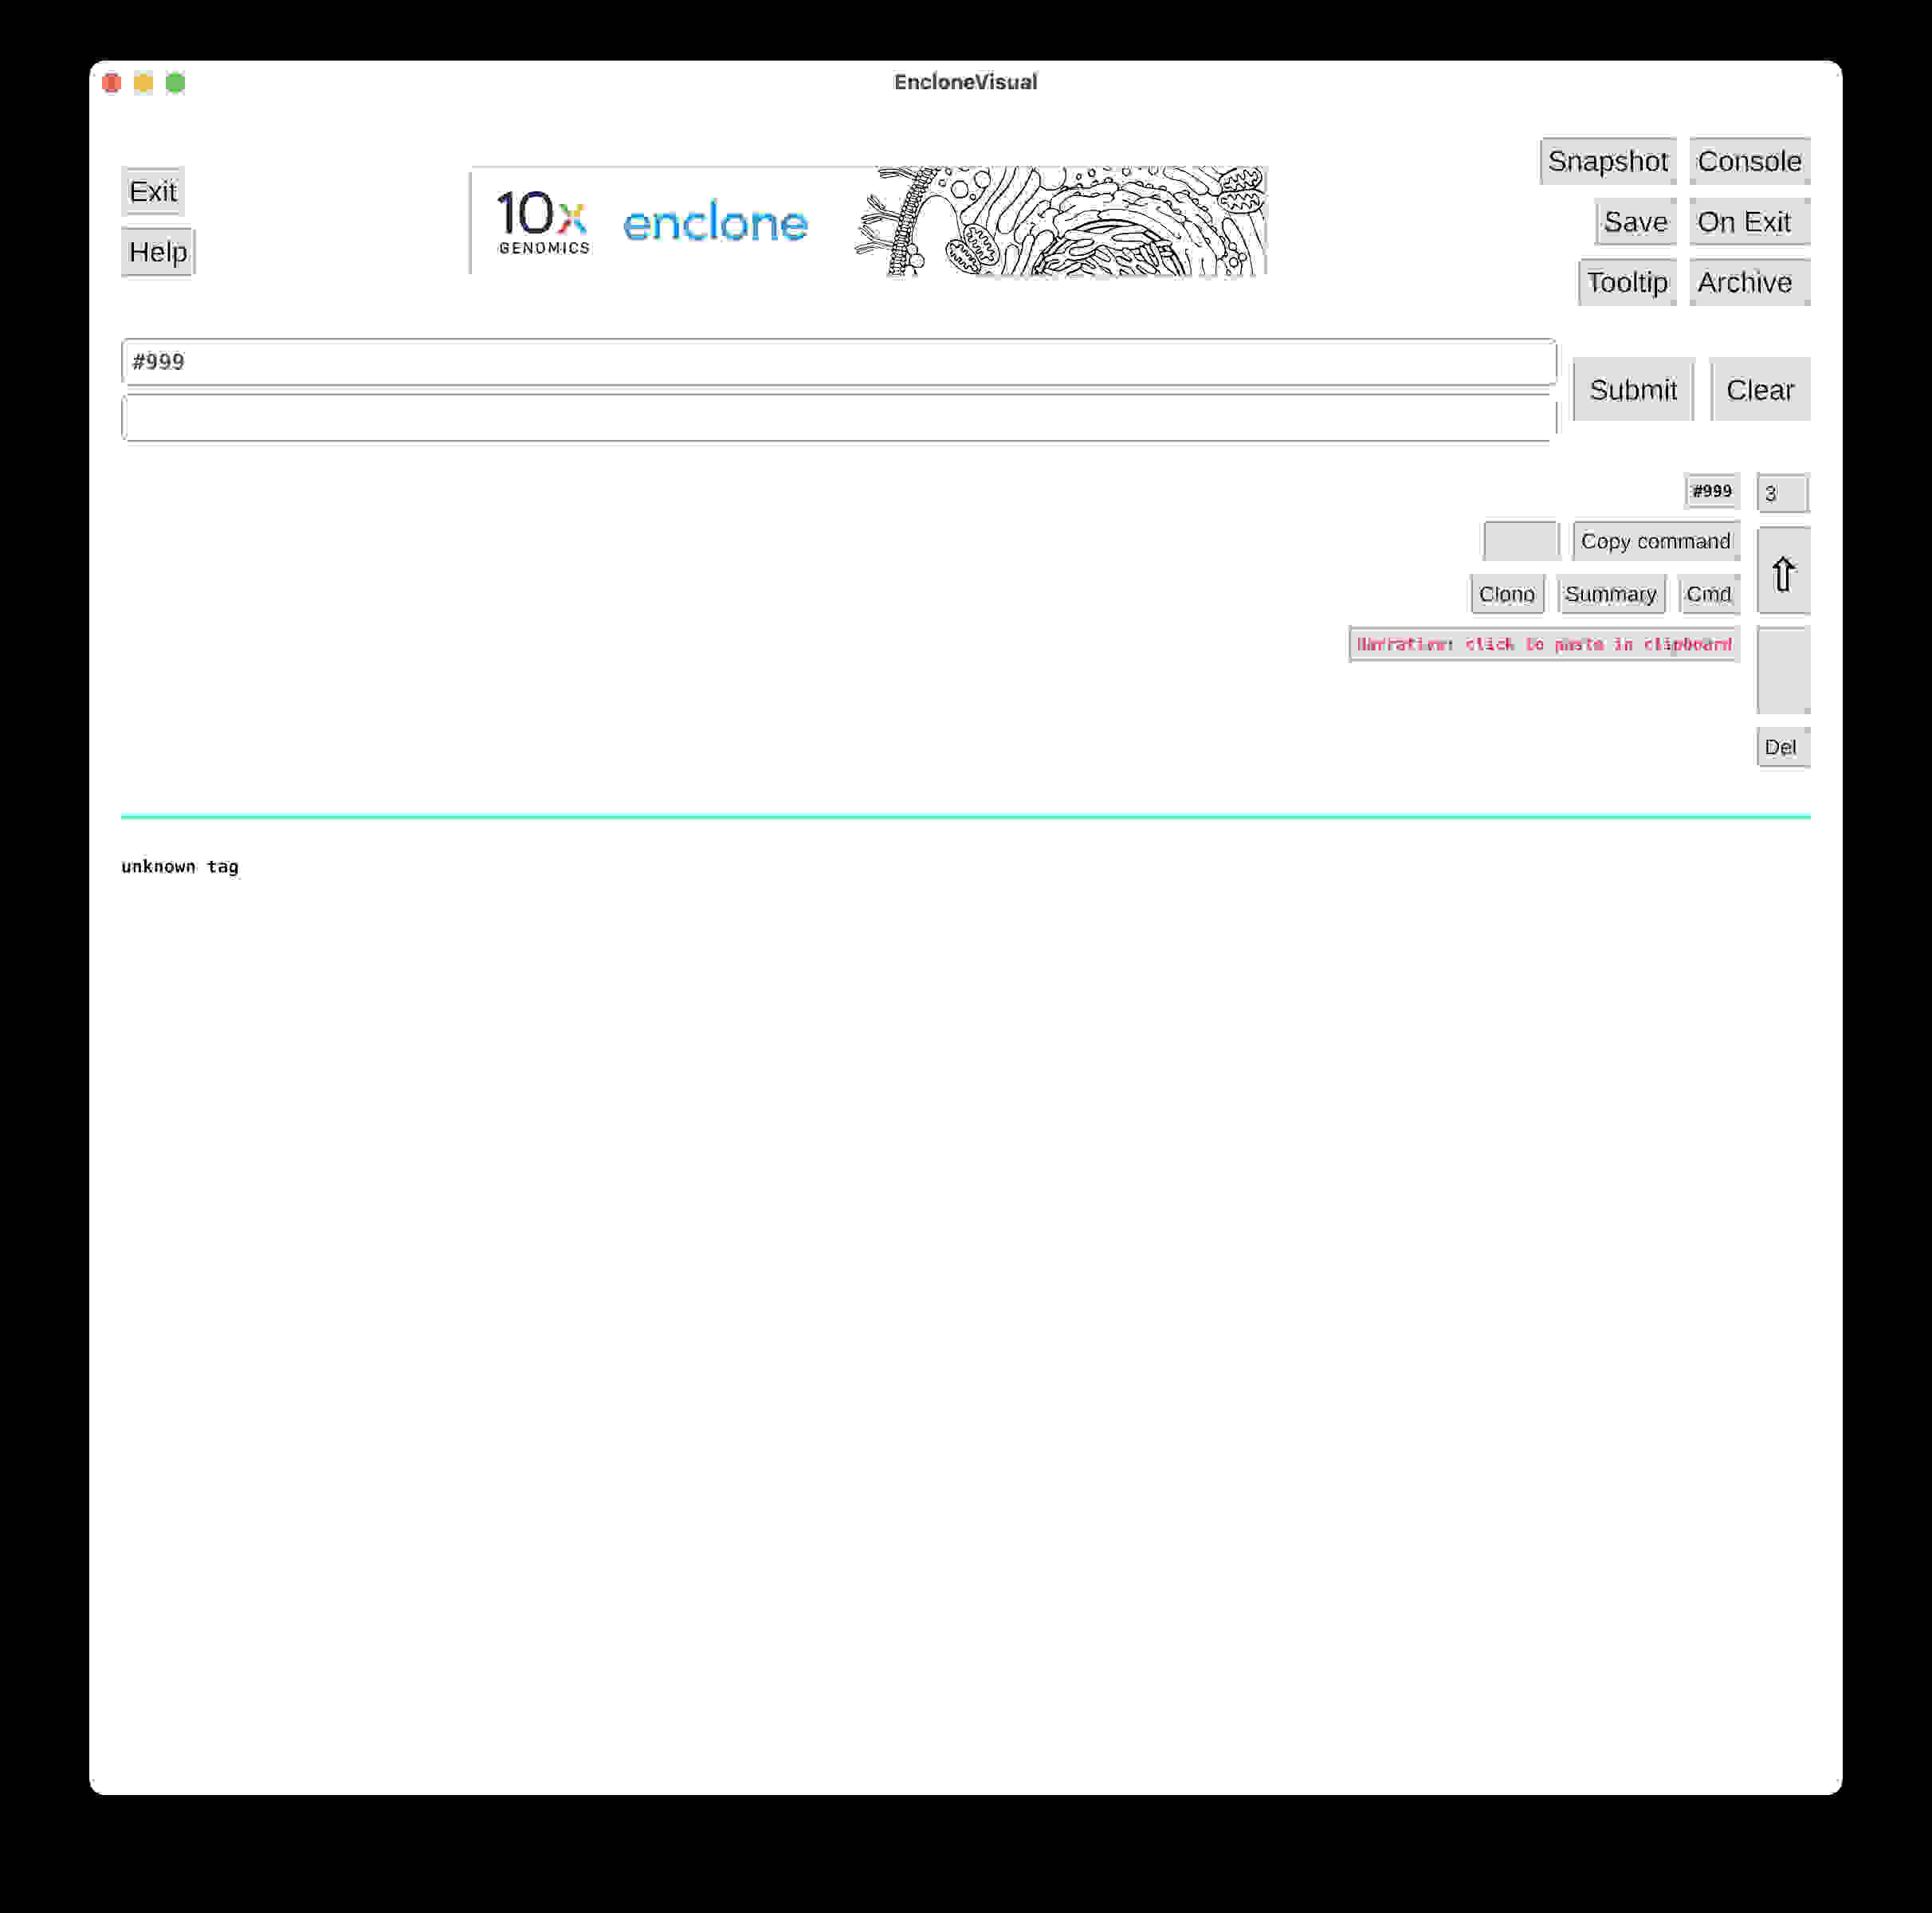 EncloneVisual
Snapshot Console
Exit
10x GENOMICS enclone
Save On Exit
Help
Tooltip Archive
#999
Submit Clear
#999 3
Copy command
⇧
Clono Summary Cmd
Narration: click to paste in clipboard
Del
unknown tag